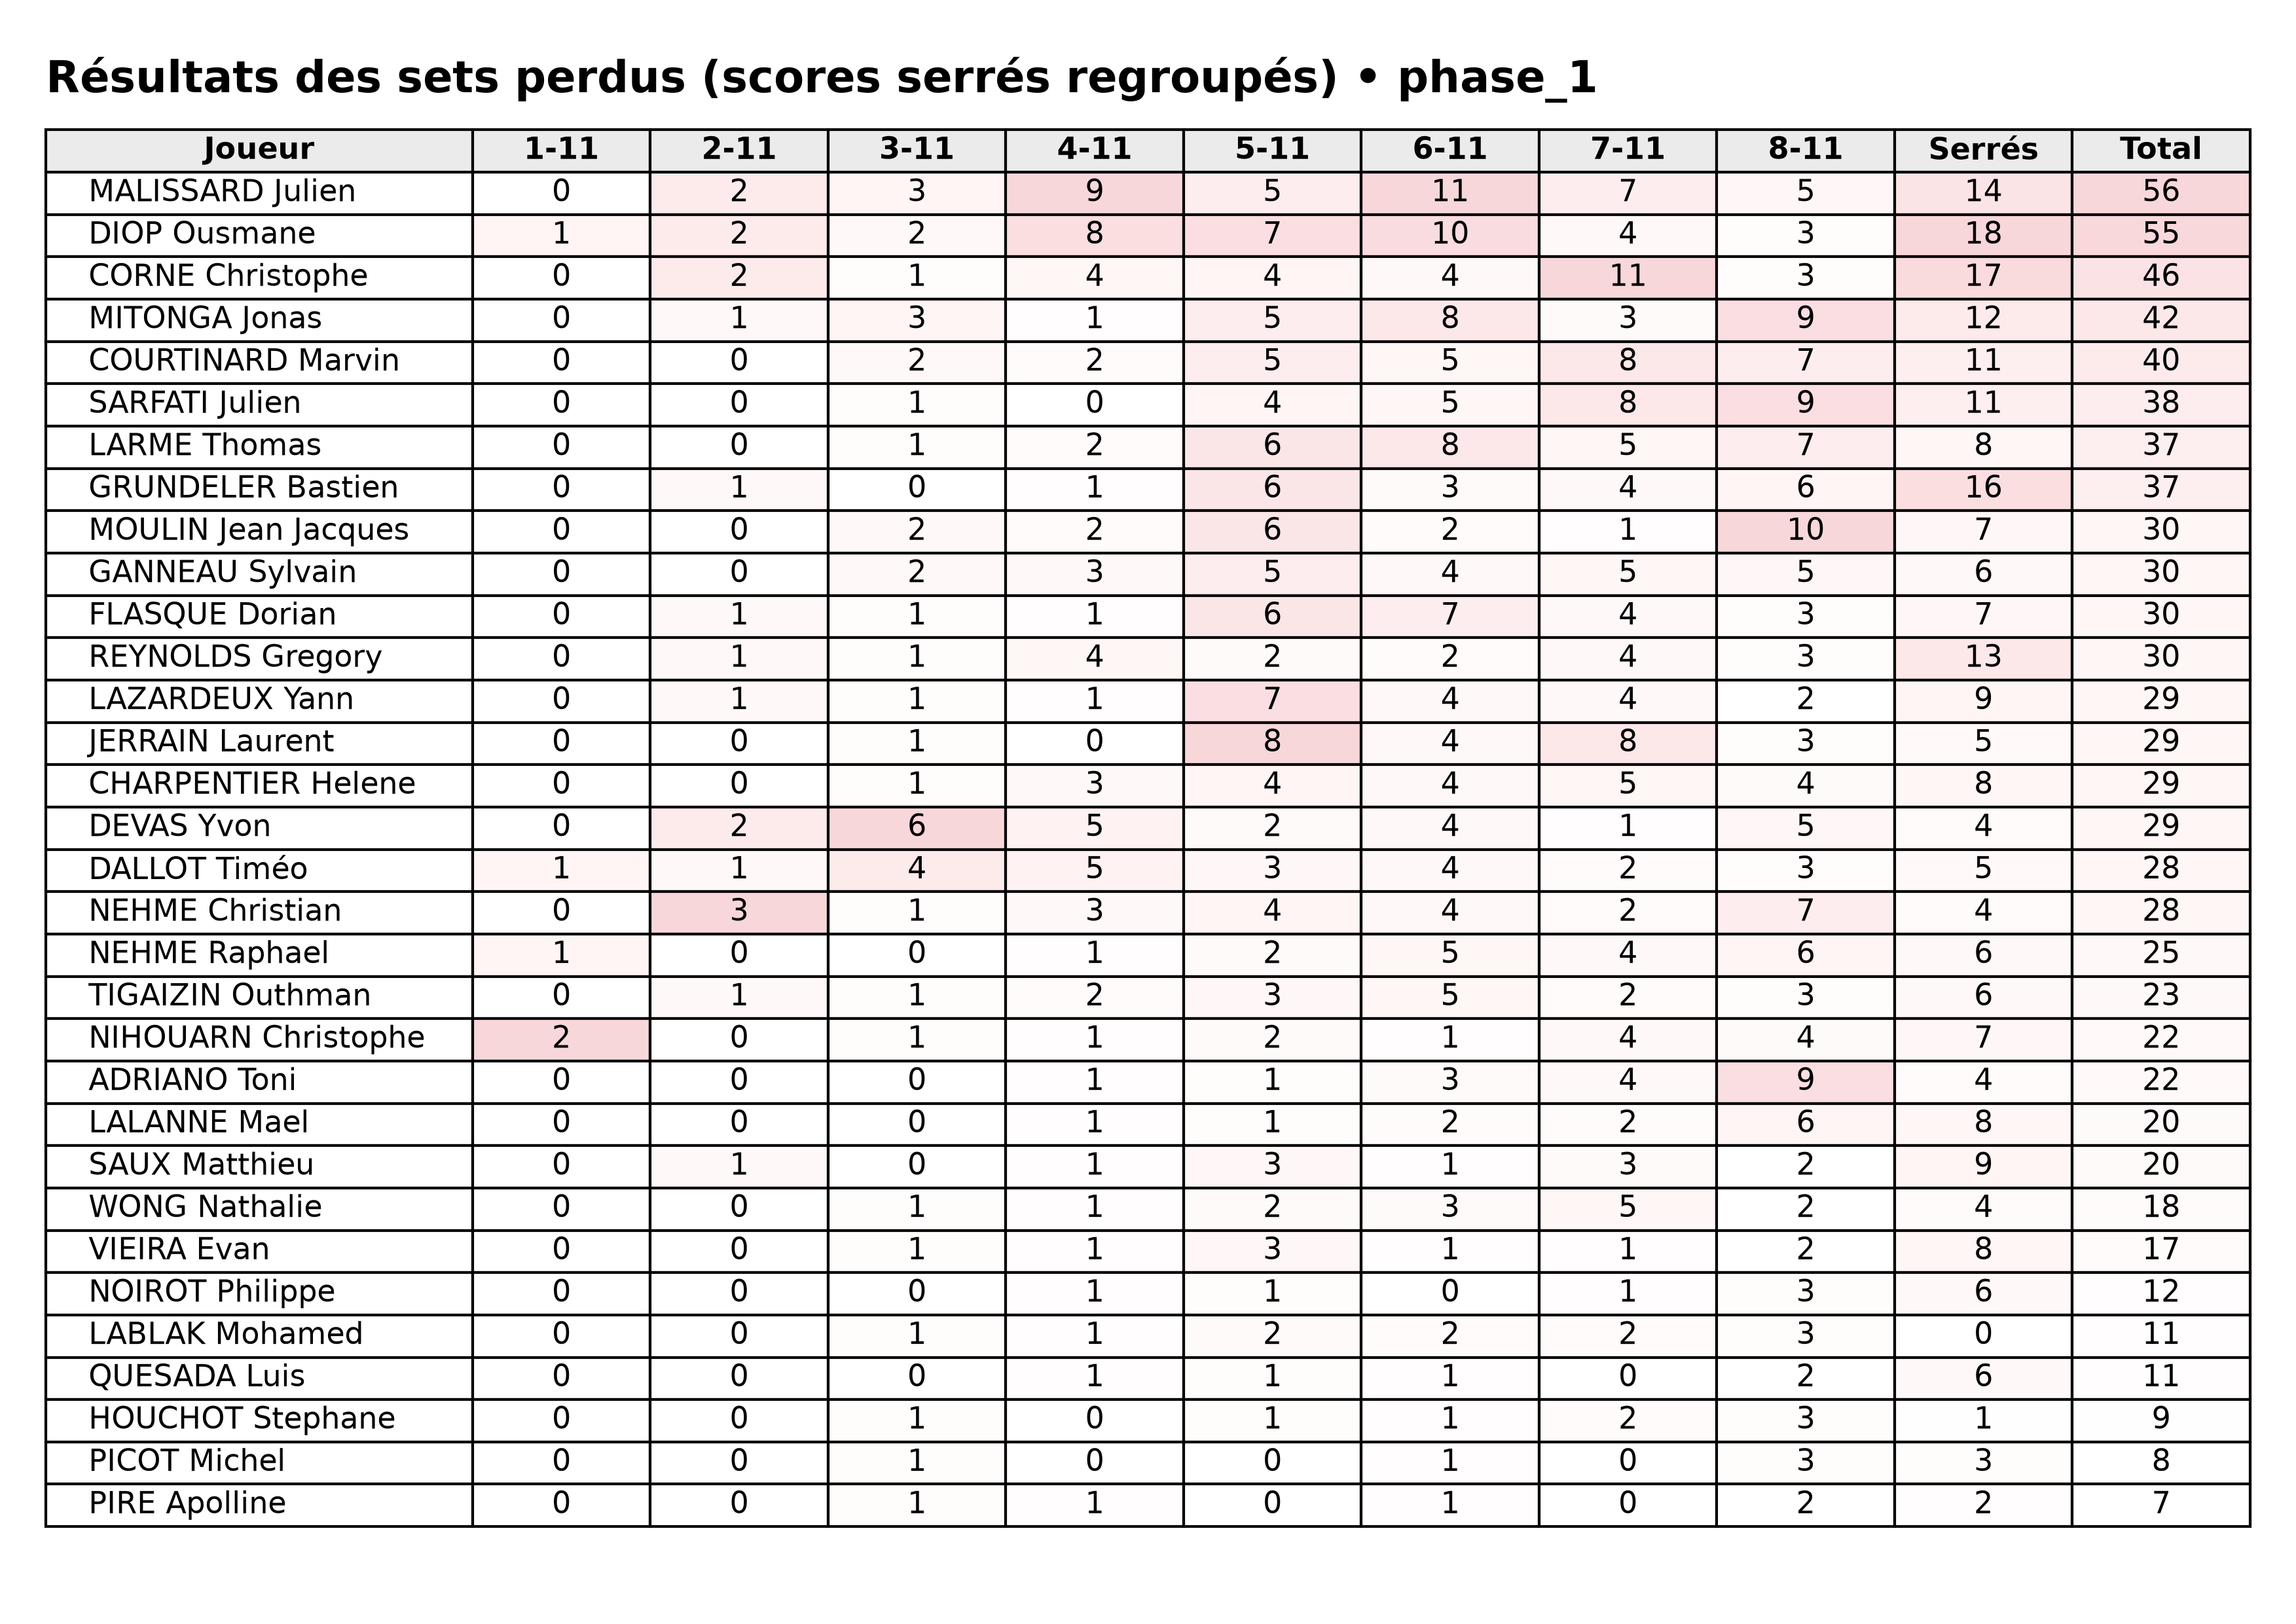 Résultats des sets perdus (scores serrés regroupés) • phase_1
Joueur 1-11 2-11 3-11 4-11 5-11 6-11 7-11 8-11 Serrés Total
MALISSARD Julien 0 2 3 9 5 11 7 5 14 56
DIOP Ousmane 1 2 2 8 7 10 4 3 18 55
CORNE Christophe 0 2 1 4 4 4 11 3 17 46
MITONGA Jonas 0 1 3 1 5 8 3 9 12 42
COURTINARD Marvin 0 0 2 2 5 5 8 7 11 40
SARFATI Julien 0 0 1 0 4 5 8 9 11 38
LARME Thomas 0 0 1 2 6 8 5 7 8 37
GRUNDELER Bastien 0 1 0 1 6 3 4 6 16 37
MOULIN Jean Jacques 0 0 2 2 6 2 1 10 7 30
GANNEAU Sylvain 0 0 2 3 5 4 5 5 6 30
FLASQUE Dorian 0 1 1 1 6 7 4 3 7 30
REYNOLDS Gregory 0 1 1 4 2 2 4 3 13 30
LAZARDEUX Yann 0 1 1 1 7 4 4 2 9 29
JERRAIN Laurent 0 0 1 0 8 4 8 3 5 29
CHARPENTIER Helene 0 0 1 3 4 4 5 4 8 29
DEVAS Yvon 0 2 6 5 2 4 1 5 4 29
DALLOT Timéo 1 1 4 5 3 4 2 3 5 28
NEHME Christian 0 3 1 3 4 4 2 7 4 28
NEHME Raphael 1 0 0 1 2 5 4 6 6 25
TIGAIZIN Outhman 0 1 1 2 3 5 2 3 6 23
NIHOUARN Christophe 2 0 1 1 2 1 4 4 7 22
ADRIANO Toni 0 0 0 1 1 3 4 9 4 22
LALANNE Mael 0 0 0 1 1 2 2 6 8 20
SAUX Matthieu 0 1 0 1 3 1 3 2 9 20
WONG Nathalie 0 0 1 1 2 3 5 2 4 18
VIEIRA Evan 0 0 1 1 3 1 1 2 8 17
NOIROT Philippe 0 0 0 1 1 0 1 3 6 12
LABLAK Mohamed 0 0 1 1 2 2 2 3 0 11
QUESADA Luis 0 0 0 1 1 1 0 2 6 11
HOUCHOT Stephane 0 0 1 0 1 1 2 3 1 9
PICOT Michel 0 0 1 0 0 1 0 3 3 8
PIRE Apolline 0 0 1 1 0 1 0 2 2 7